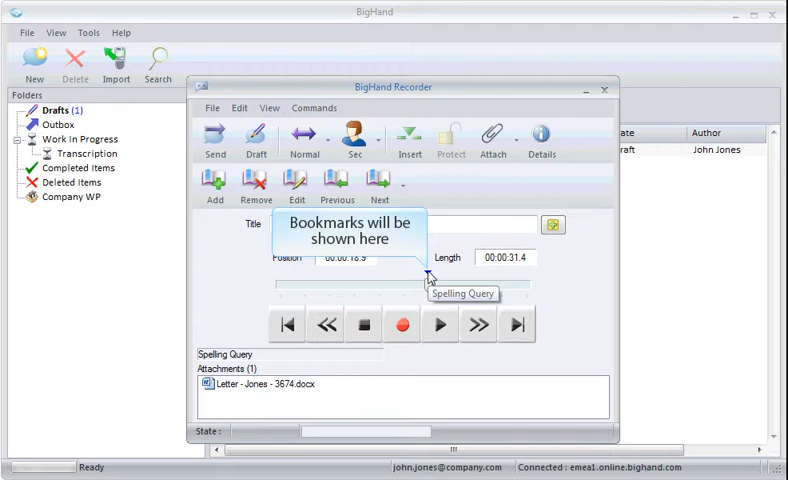 BigHand
File View Tools Help
New Delete Import Search
Folders
Drafts (1)
Outbox
Work In Progress
Transcription
Completed Items
Deleted Items
Company WP
Author
John Jones
BigHand Recorder
File Edit View Commands
Send Draft Normal Sec Insert Protect Attach Details
Add Remove Edit Previous Next
Title
Bookmarks will be
shown here
Position 00:00:18.9 Length 00:00:31.4
Spelling Query
Spelling Query
Attachments (1)
Letter - Jones - 3674.docx
State :
Ready john.jones@company.com Connected : emea1.online.bighand.com